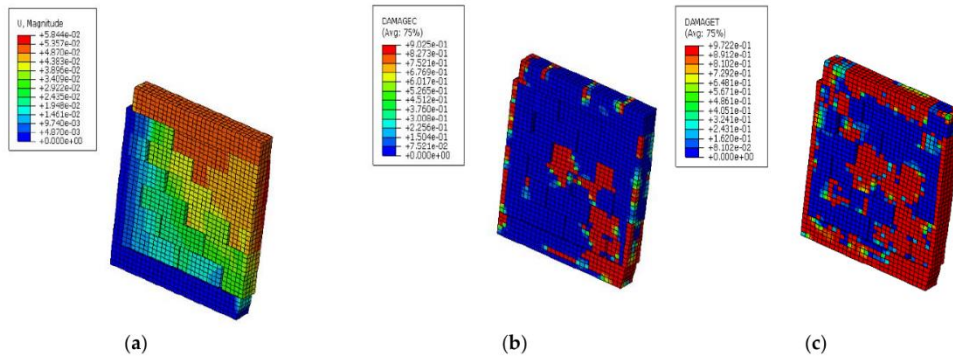 U, Magnitude
+5.844e-02
+5.357e-02
+4.870e-02
+4.383e-02
+3.896e-02
+3.409e-02
+2.922e-02
+2.435e-02
+1.948e-02
+1.461e-02
+9.740e-03
+4.870e-03
+0.000e+00
(a)
DAMAGEC
(Avg: 75%)
+9.025e-01
+8.273e-01
+7.521e-01
+6.769e-01
+6.017e-01
+5.265e-01
+4.512e-01
+3.760e-01
+3.008e-01
+2.256e-01
+1.504e-01
+7.521e-02
+0.000e+00
(b)
DAMAGET
(Avg: 75%)
+9.722e-01
+8.912e-01
+8.102e-01
+7.292e-01
+6.481e-01
+5.671e-01
+4.861e-01
+4.051e-01
+3.241e-01
+2.431e-01
+1.620e-01
+8.102e-02
+0.000e+00
(c)